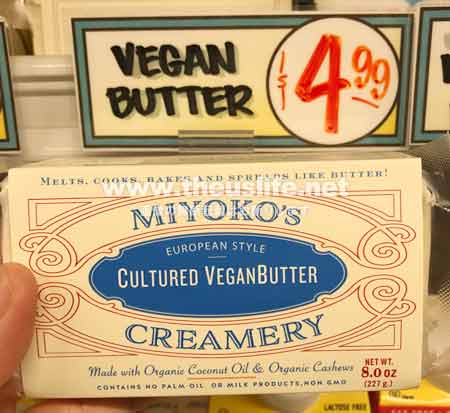 VEGAN
BUTTER
$4.99
MELTS, COOKS, BAKES AND SPREADS LIKE BUTTER!
www.theuslife.net
MIYOKO'S
EUROPEAN STYLE
CULTURED VEGANBUTTER
CREAMERY
Made with Organic Coconut Oil & Organic Cashews
CONTAINS NO PALM OIL OR MILK PRODUCTS, NON GMO
NET WT.
8.0 OZ
(227 g.)
LACTOSE FREE